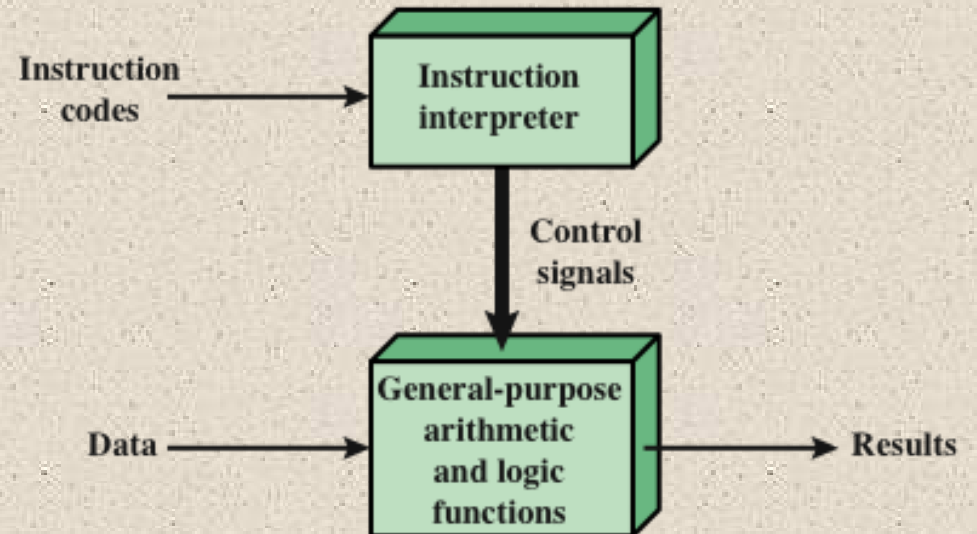 Instruction
codes
Instruction
interpreter
Control
signals
Data
General-purpose
arithmetic
and logic
functions
Results